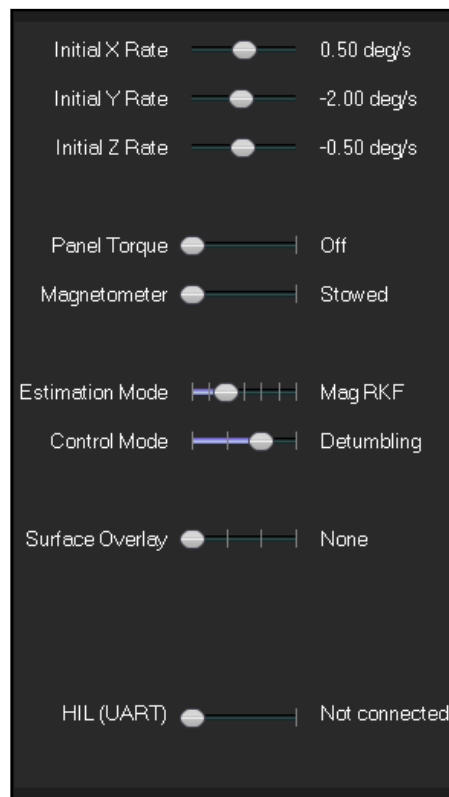 Initial X Rate 0.50 deg/s
Initial Y Rate -2.00 deg/s
Initial Z Rate -0.50 deg/s
Panel Torque Off
Magnetometer Stowed
Estimation Mode Mag RKF
Control Mode Detumbling
Surface Overlay None
HIL (UART) Not connected